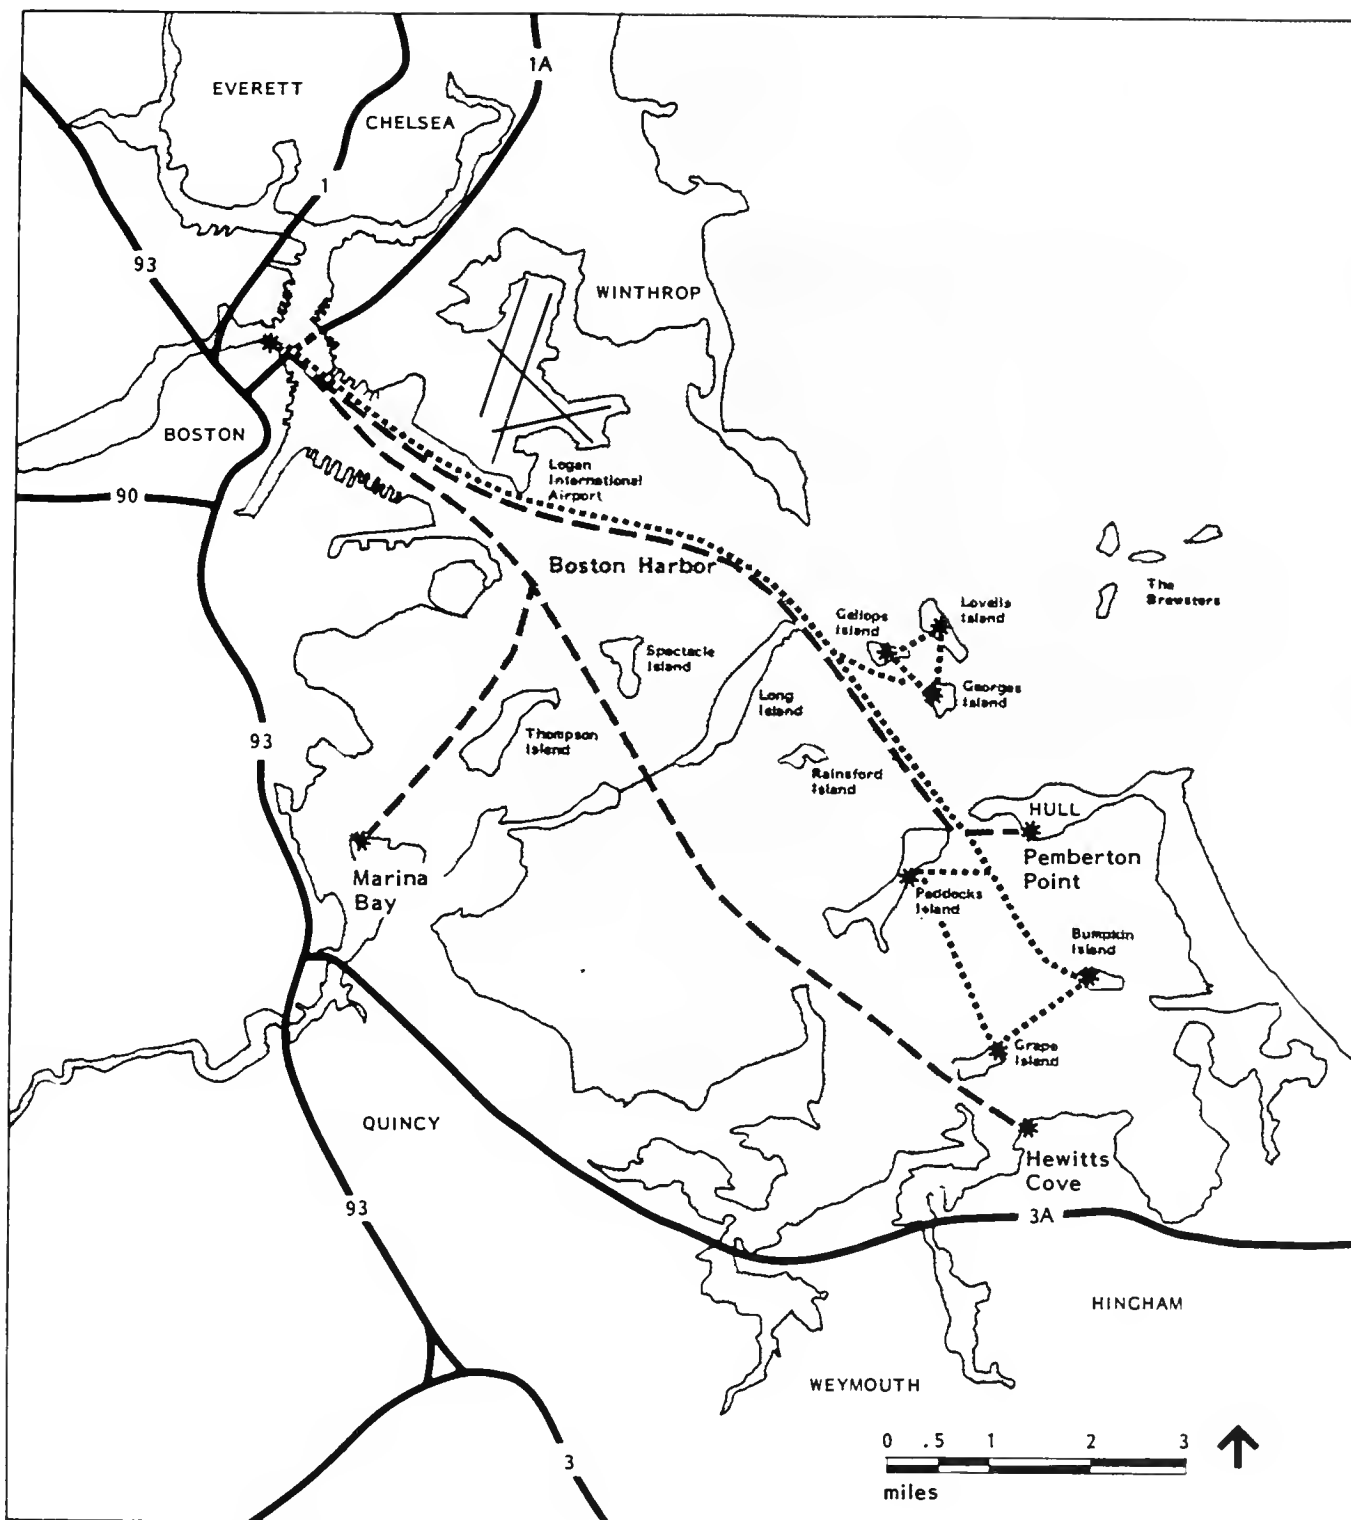 1A
EVERETT
CHELSEA
1
93
WINTHROP
BOSTON
Logan
International
Airport
90
Boston Harbor
The
Brewsters
Lovells
Island
Gallops
Island
Spectacle
Island
Georges
Island
Long
Island
Thompson
Island
93
Rainsford
Island
HULL
Pemberton
Point
Marina
Bay
Peddocks
Island
Bumpkin
Island
Grape
Island
QUINCY
Hewitts
Cove
93
3A
HINGHAM
WEYMOUTH
0 .5 1 2 3
miles
3